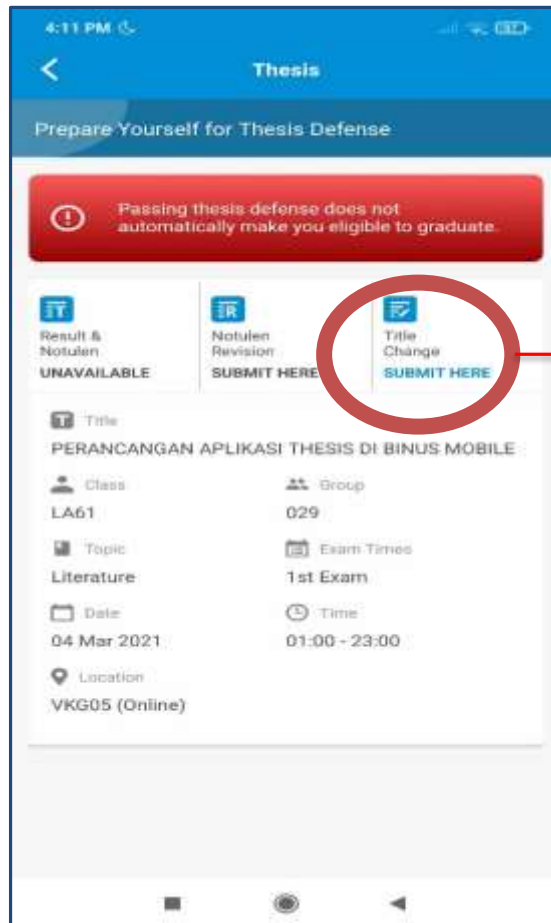 4:11 PM
Thesis
Prepare Yourself for Thesis Defense
Passing thesis defense does not
automatically make you eligible to graduate.
Result &
Notulen
UNAVAILABLE
Notulen
Revision
SUBMIT HERE
Title
Change
SUBMIT HERE
Title
PERANCANGAN APLIKASI THESIS DI BINUS MOBILE
Class
LA61
Group
029
Topic
Literature
Exam Times
1st Exam
Date
04 Mar 2021
Time
01:00 - 23:00
Location
VKG05 (Online)